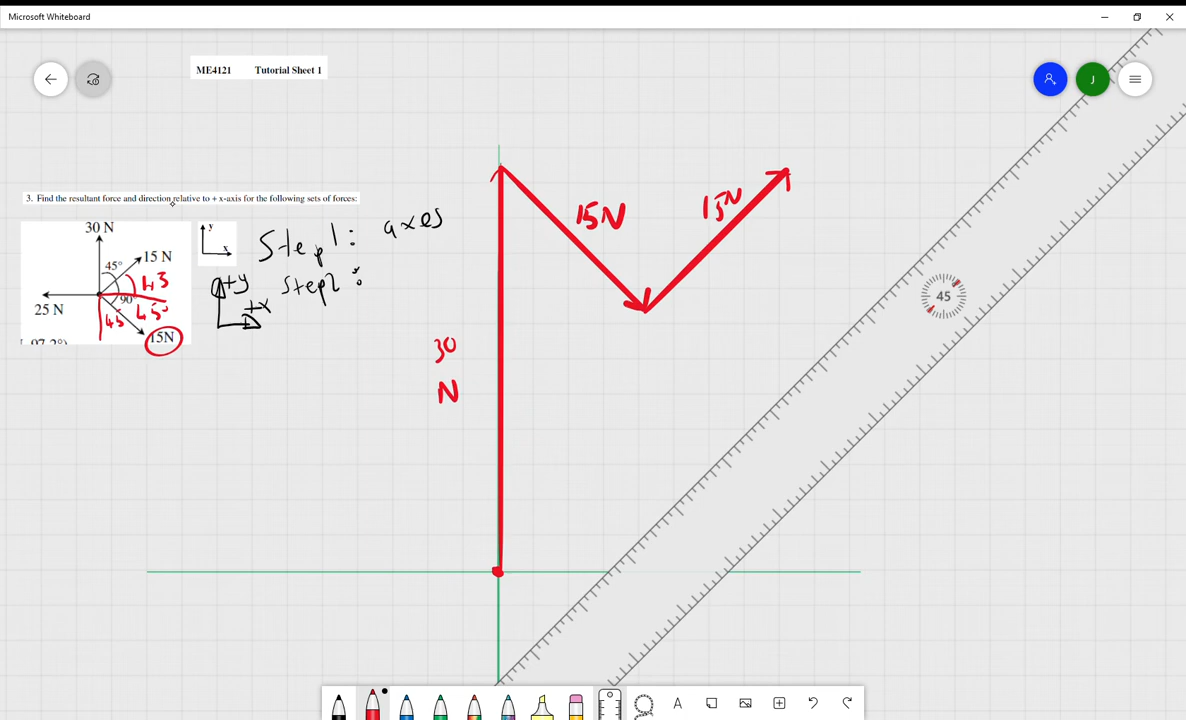 Microsoft Whiteboard
ME4121 Tutorial Sheet 1
J
3. Find the resultant force and direction relative to + x-axis for the following sets of forces:
30 N
y
x
Step 1: axes
45°
15 N
45
+y
Step2:
+x
25 N
90°
45
45°
15N
15N
15N
30
N
45
A